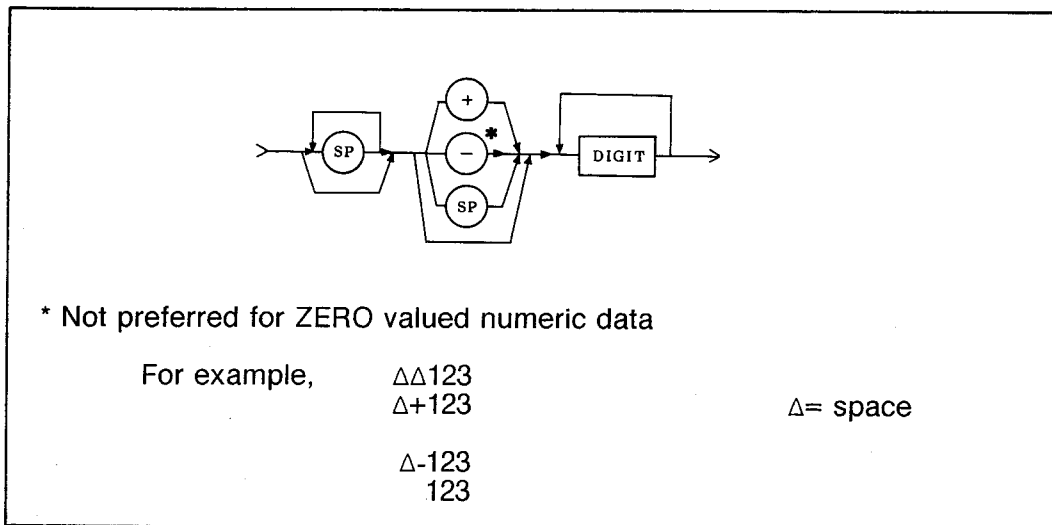 +
*
SP
−
DIGIT
SP
* Not preferred for ZERO valued numeric data
For example, ΔΔ123
Δ+123 Δ= space
Δ-123
123